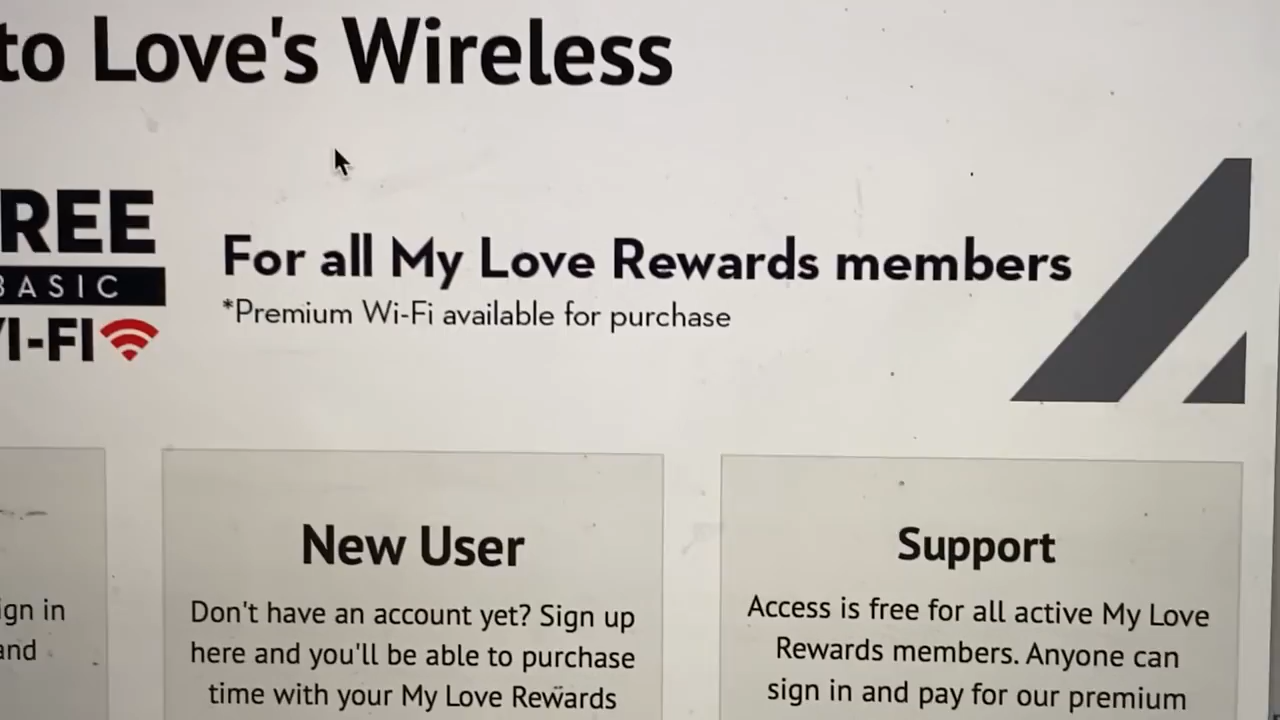 to Love's Wireless
REE
BASIC
I-FI
For all My Love Rewards members
*Premium Wi-Fi available for purchase
ign in
and
New User
Don't have an account yet? Sign up
here and you'll be able to purchase
time with your My Love Rewards
Support
Access is free for all active My Love
Rewards members. Anyone can
sign in and pay for our premium